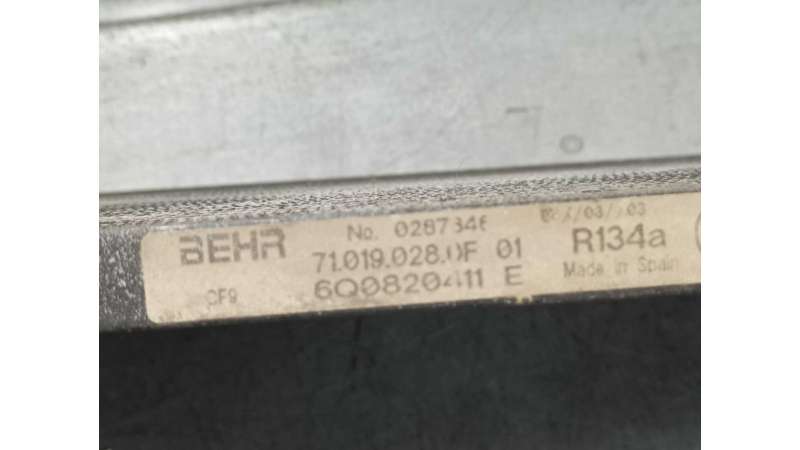 BEHR No. 0287346
71.019.028.0F 01 R134a
CF9 6Q0820411 E Made in Spain